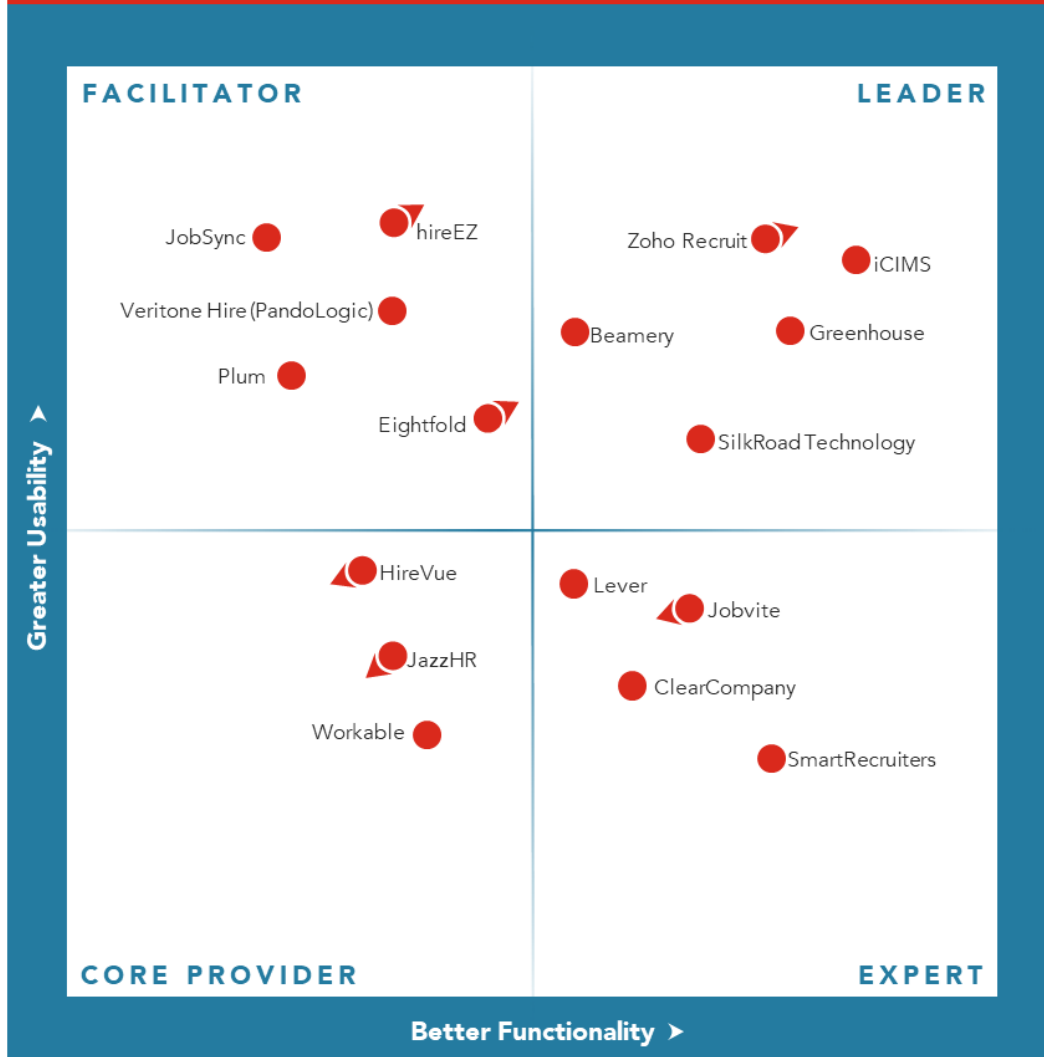 FACILITATOR
LEADER
hireEZ
JobSync
Zoho Recruit
iCIMS
Veritone Hire (PandoLogic)
Beamery
Greenhouse
Plum
Eightfold
SilkRoad Technology
Greater Usability
HireVue
Lever
Jobvite
JazzHR
ClearCompany
Workable
SmartRecruiters
CORE PROVIDER
EXPERT
Better Functionality